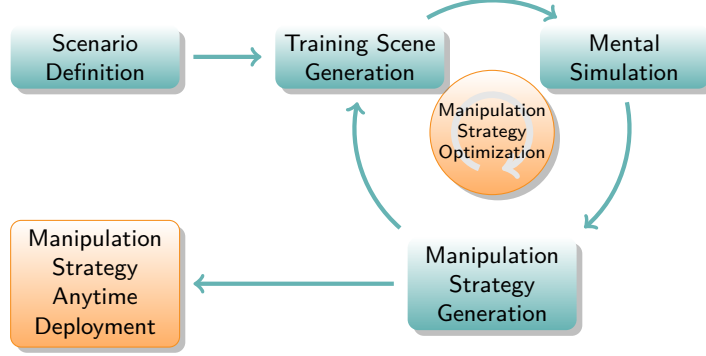 Scenario
Definition
Training Scene
Generation
Mental
Simulation
Manipulation
Strategy
Optimization
Manipulation
Strategy
Generation
Manipulation
Strategy
Anytime
Deployment